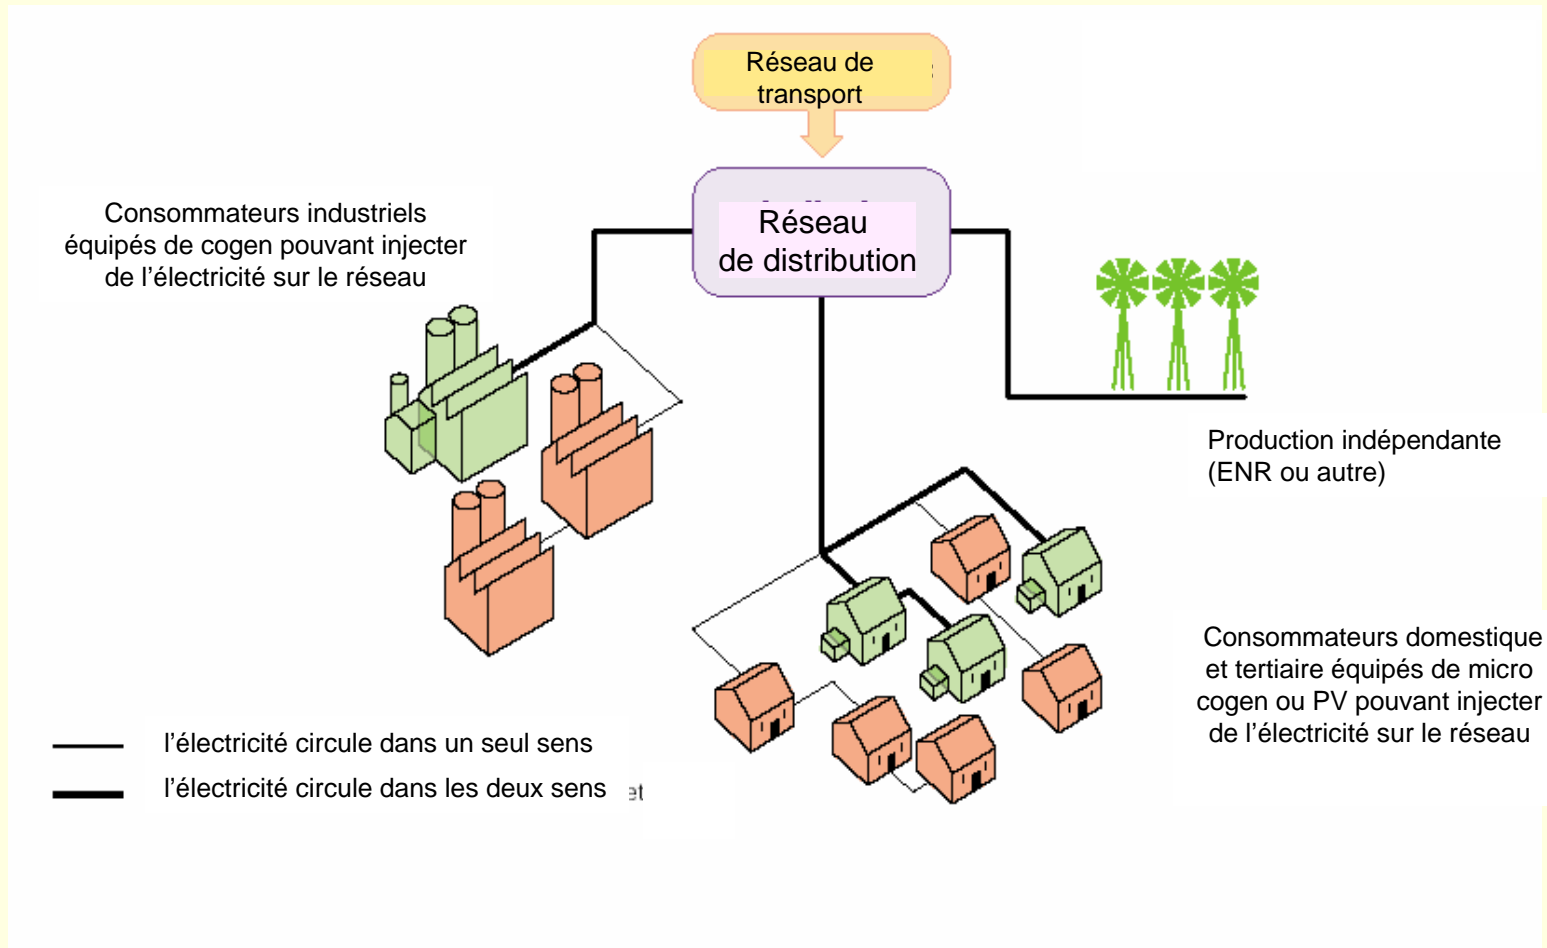 Réseau de
transport
Réseau
de distribution
Consommateurs industriels
équipés de cogen pouvant injecter
de l’électricité sur le réseau
Production indépendante
(ENR ou autre)
Consommateurs domestique
et tertiaire équipés de micro
cogen ou PV pouvant injecter
de l’électricité sur le réseau
l’électricité circule dans un seul sens
l’électricité circule dans les deux sens et